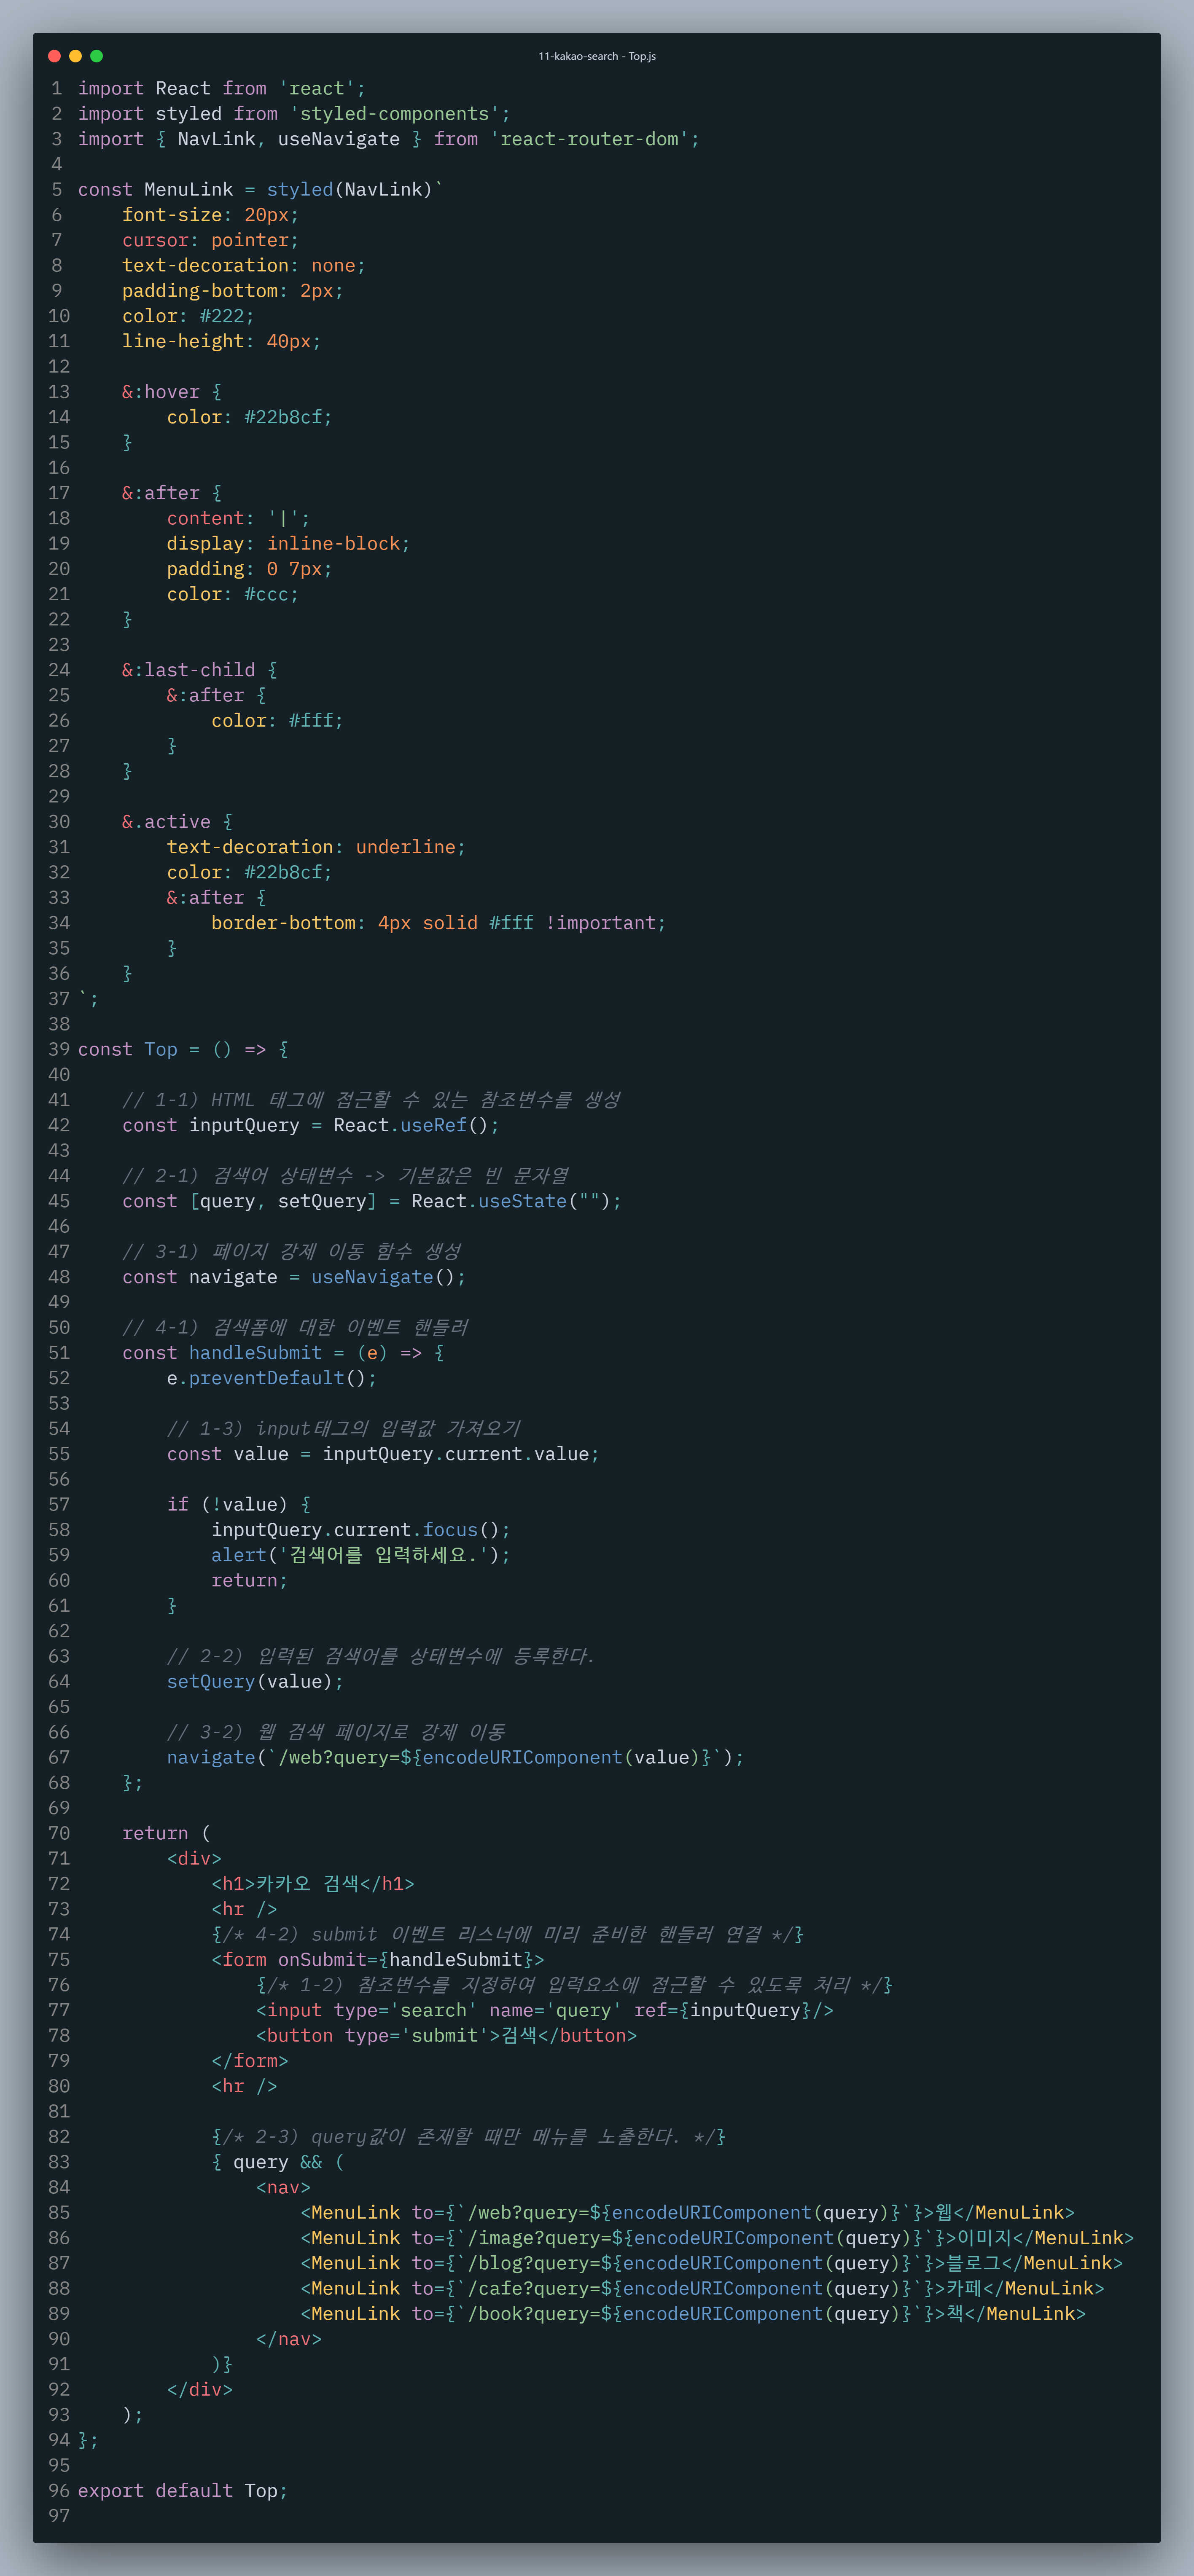 11-kakao-search - Top.js
1 import React from 'react';
2 import styled from 'styled-components';
3 import { NavLink, useNavigate } from 'react-router-dom';
4
5 const MenuLink = styled(NavLink)`
6     font-size: 20px;
7     cursor: pointer;
8     text-decoration: none;
9     padding-bottom: 2px;
10     color: #222;
11     line-height: 40px;
12
13     &:hover {
14         color: #22b8cf;
15     }
16
17     &:after {
18         content: '|';
19         display: inline-block;
20         padding: 0 7px;
21         color: #ccc;
22     }
23
24     &:last-child {
25         &:after {
26             color: #fff;
27         }
28     }
29
30     &.active {
31         text-decoration: underline;
32         color: #22b8cf;
33         &:after {
34             border-bottom: 4px solid #fff !important;
35         }
36     }
37 `;
38
39 const Top = () => {
40
41     // 1-1) HTML 태그에 접근할 수 있는 참조변수를 생성
42     const inputQuery = React.useRef();
43
44     // 2-1) 검색어 상태변수 -> 기본값은 빈 문자열
45     const [query, setQuery] = React.useState("");
46
47     // 3-1) 페이지 강제 이동 함수 생성
48     const navigate = useNavigate();
49
50     // 4-1) 검색폼에 대한 이벤트 핸들러
51     const handleSubmit = (e) => {
52         e.preventDefault();
53
54         // 1-3) input태그의 입력값 가져오기
55         const value = inputQuery.current.value;
56
57         if (!value) {
58             inputQuery.current.focus();
59             alert('검색어를 입력하세요.');
60             return;
61         }
62
63         // 2-2) 입력된 검색어를 상태변수에 등록한다.
64         setQuery(value);
65
66         // 3-2) 웹 검색 페이지로 강제 이동
67         navigate(`/web?query=${encodeURIComponent(value)}`);
68     };
69
70     return (
71         <div>
72             <h1>카카오 검색</h1>
73             <hr />
74             {/* 4-2) submit 이벤트 리스너에 미리 준비한 핸들러 연결 */}
75             <form onSubmit={handleSubmit}>
76                 {/* 1-2) 참조변수를 지정하여 입력요소에 접근할 수 있도록 처리 */}
77                 <input type='search' name='query' ref={inputQuery}/>
78                 <button type='submit'>검색</button>
79             </form>
80             <hr />
81
82             {/* 2-3) query값이 존재할 때만 메뉴를 노출한다. */}
83             { query && (
84                 <nav>
85                     <MenuLink to={`/web?query=${encodeURIComponent(query)}`}>웹</MenuLink>
86                     <MenuLink to={`/image?query=${encodeURIComponent(query)}`}>이미지</MenuLink>
87                     <MenuLink to={`/blog?query=${encodeURIComponent(query)}`}>블로그</MenuLink>
88                     <MenuLink to={`/cafe?query=${encodeURIComponent(query)}`}>카페</MenuLink>
89                     <MenuLink to={`/book?query=${encodeURIComponent(query)}`}>책</MenuLink>
90                 </nav>
91             )}
92         </div>
93     );
94 };
95
96 export default Top;
97